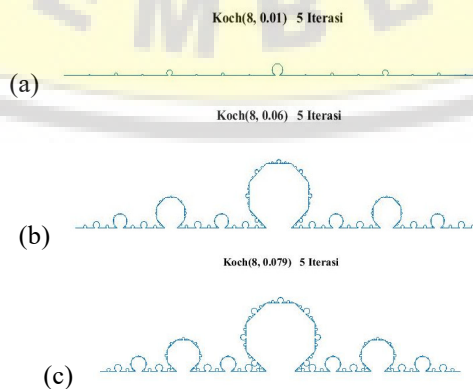 Koch(8, 0.01) 5 Iterasi
(a)
Koch(8, 0.06) 5 Iterasi
(b)
Koch(8, 0.079) 5 Iterasi
(c)